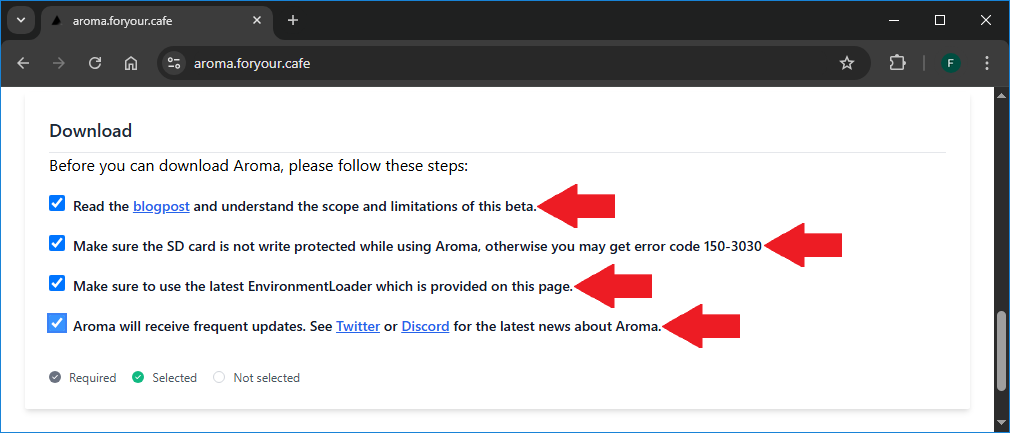 aroma.foryour.cafe
aroma.foryour.cafe
F
Download
Before you can download Aroma, please follow these steps:
Read the blogpost and understand the scope and limitations of this beta.
Make sure the SD card is not write protected while using Aroma, otherwise you may get error code 150-3030
Make sure to use the latest EnvironmentLoader which is provided on this page.
Aroma will receive frequent updates. See Twitter or Discord for the latest news about Aroma.
Required Selected Not selected